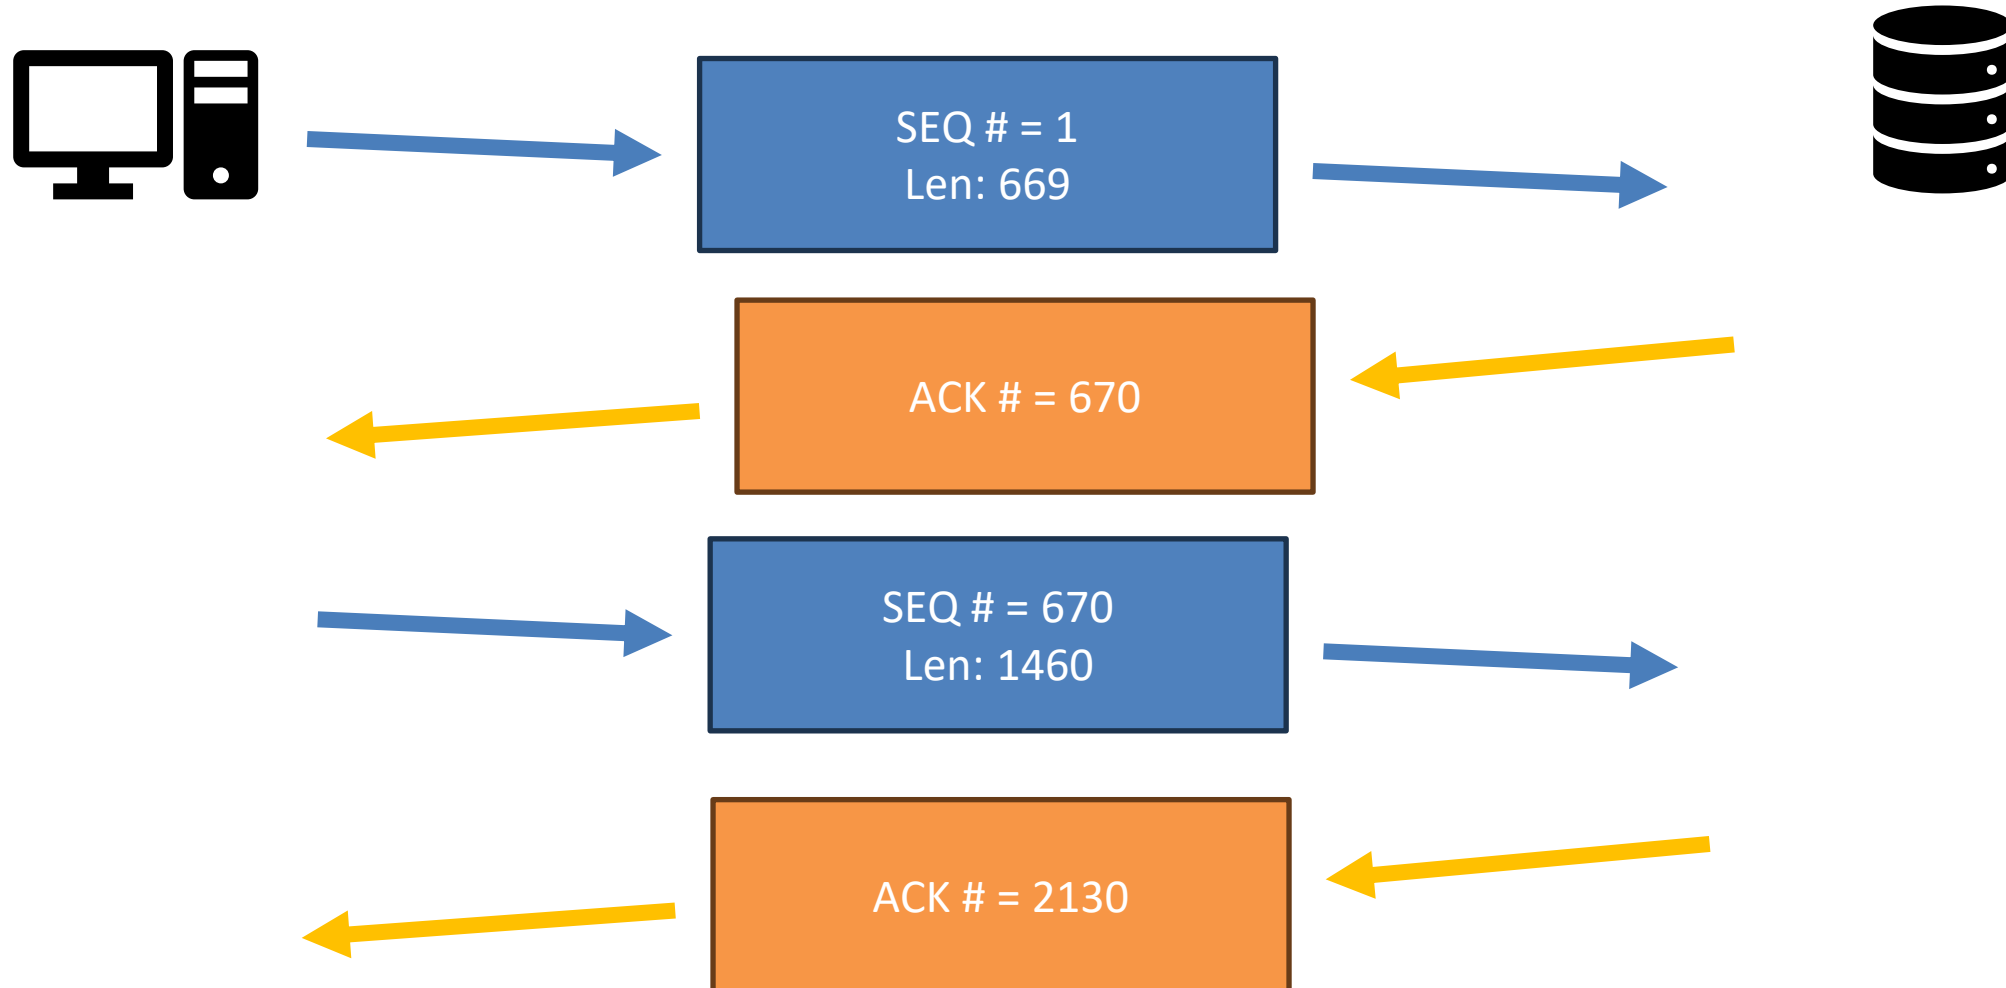 SEQ # = 1
Len: 669
ACK # = 670
SEQ # = 670
Len: 1460
ACK # = 2130